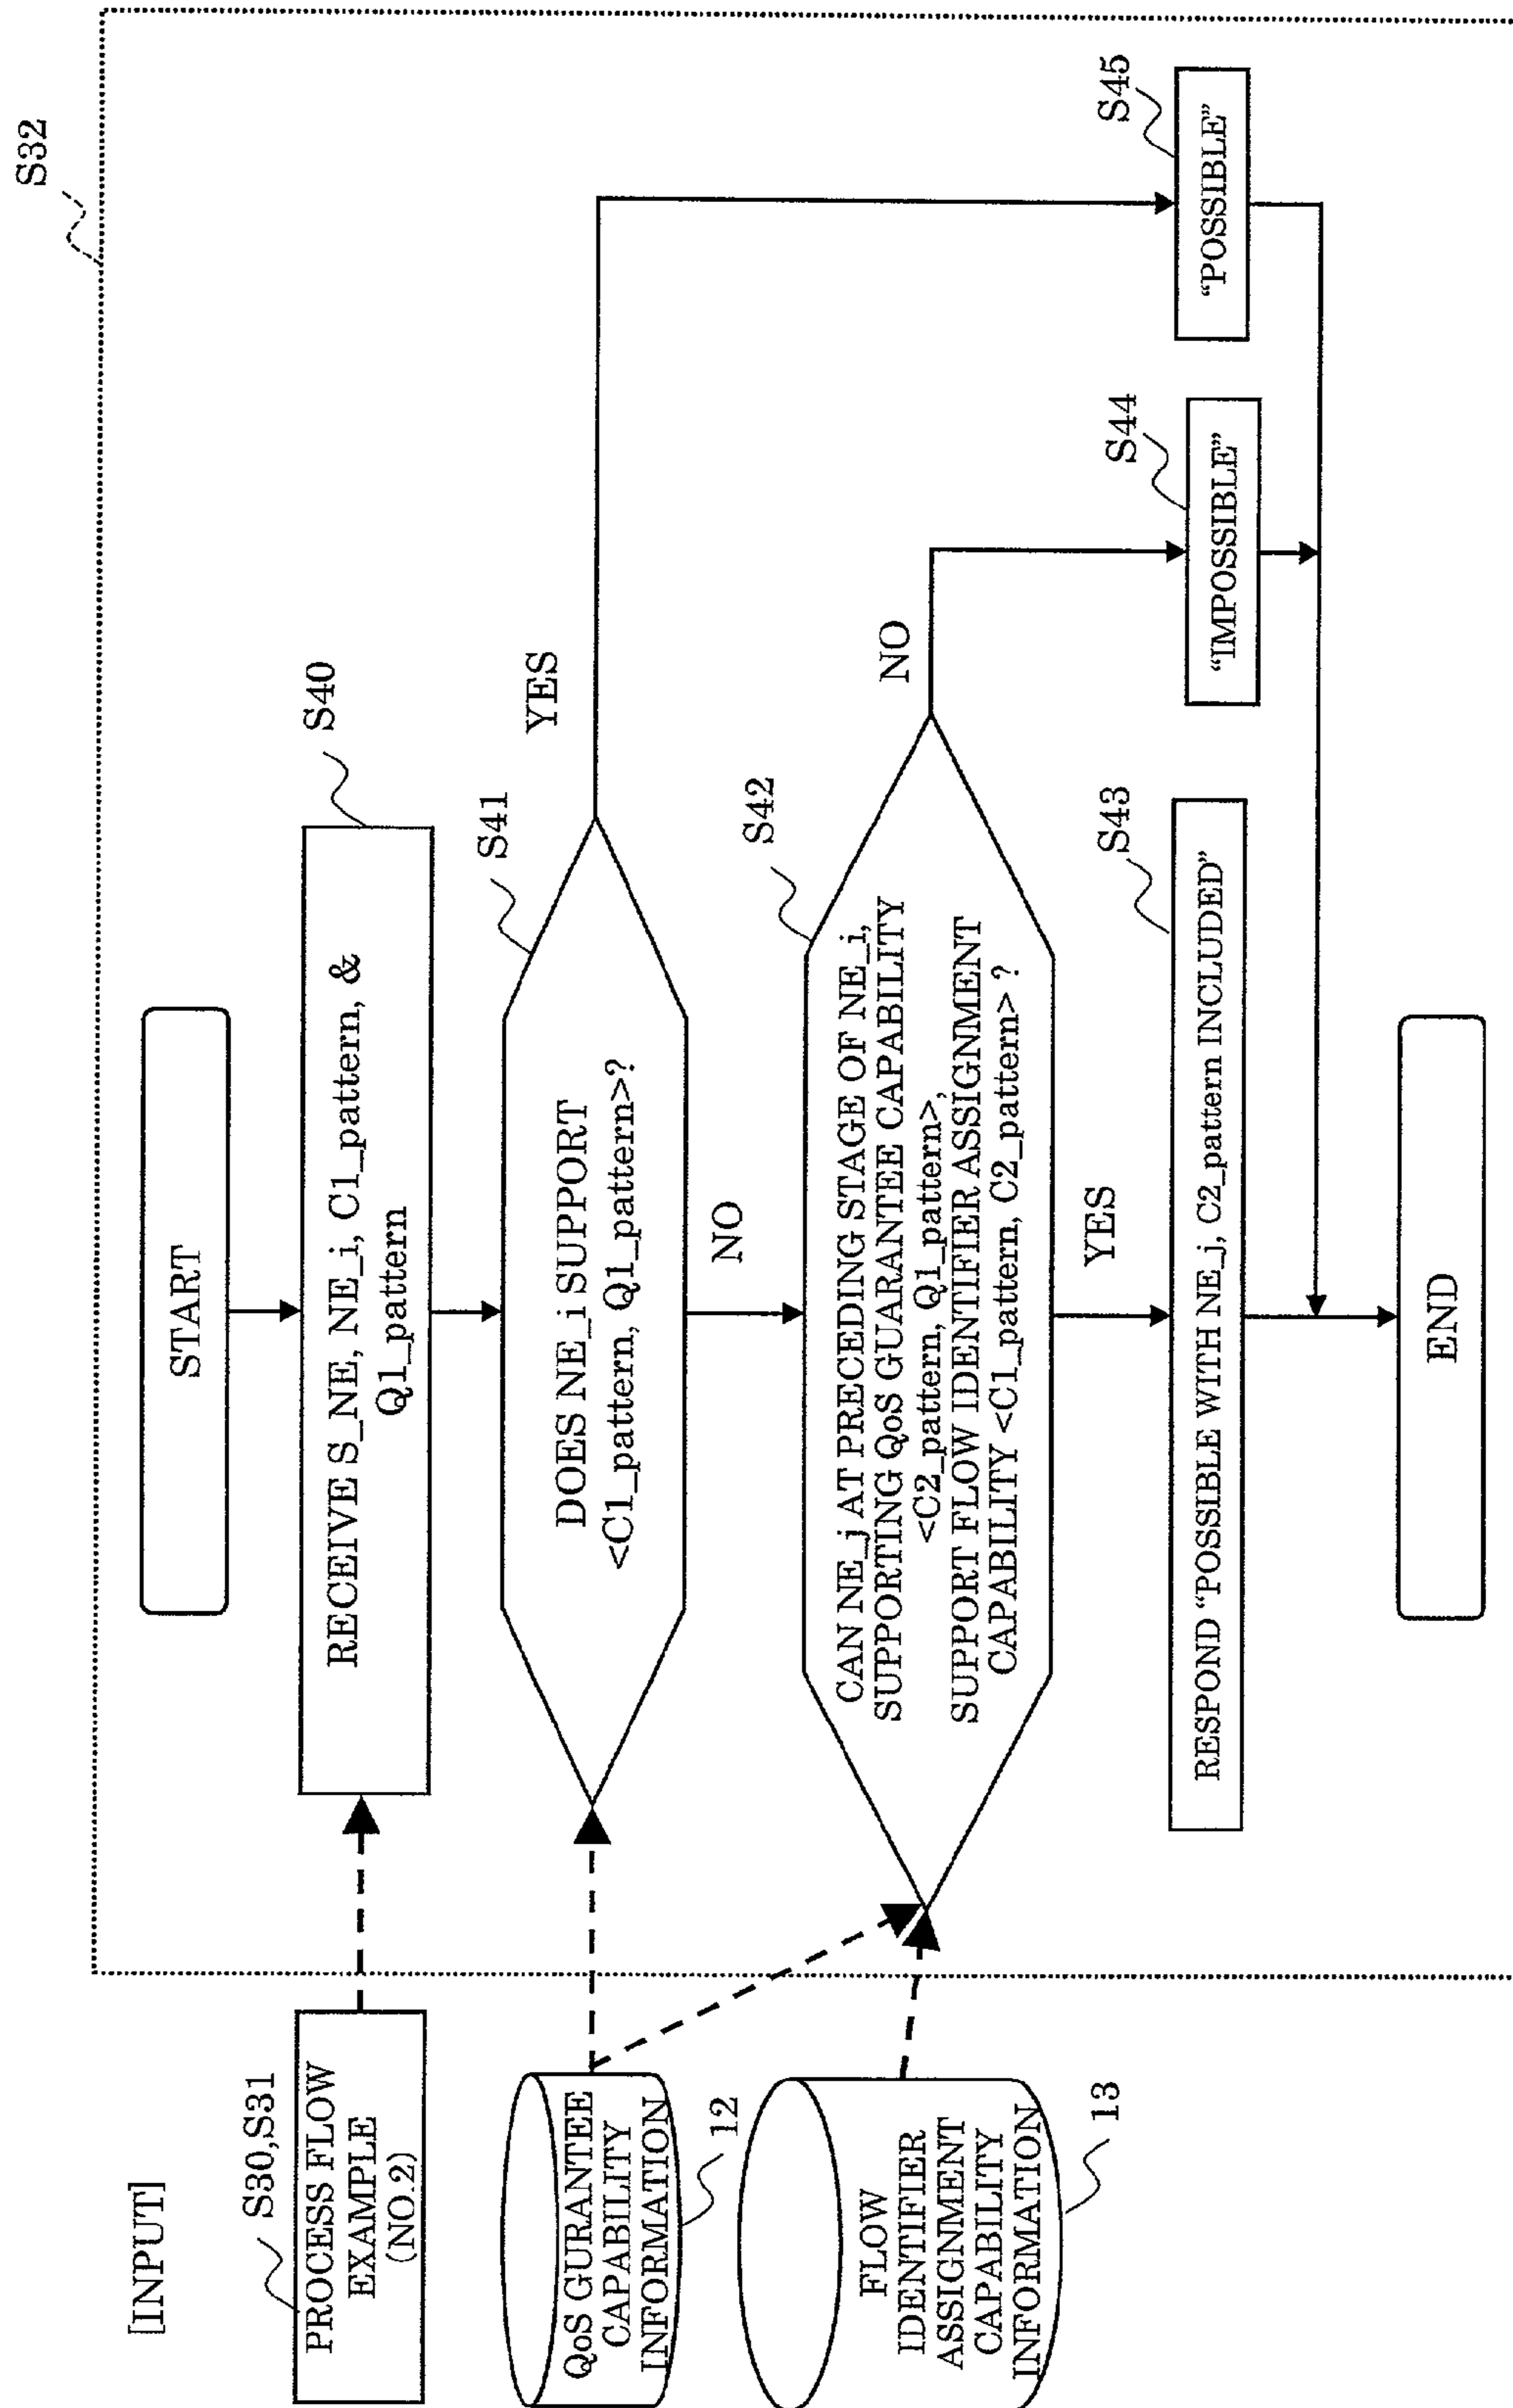 [INPUT]
S30,S31
PROCESS FLOW
EXAMPLE
(NO.2)
QoS GURANTEE
CAPABILITY
INFORMATION
12
FLOW
IDENTIFIER
ASSIGNMENT
CAPABILITY
INFORMATION
13
S32
START
S40
RECEIVE S_NE, NE_i, C1_pattern, &
Q1_pattern
S41
DOES NE_i SUPPORT
<C1_pattern, Q1_pattern>?
YES
NO
S42
CAN NE_j AT PRECEDING STAGE OF NE_i,
SUPPORTING QoS GUARANTEE CAPABILITY
<C2_pattern, Q1_pattern>,
SUPPORT FLOW IDENTIFIER ASSIGNMENT
CAPABILITY <C1_pattern, C2_pattern> ?
NO
YES
S43
RESPOND “POSSIBLE WITH NE_j, C2_pattern INCLUDED”
S44
“IMPOSSIBLE”
S45
“POSSIBLE”
END